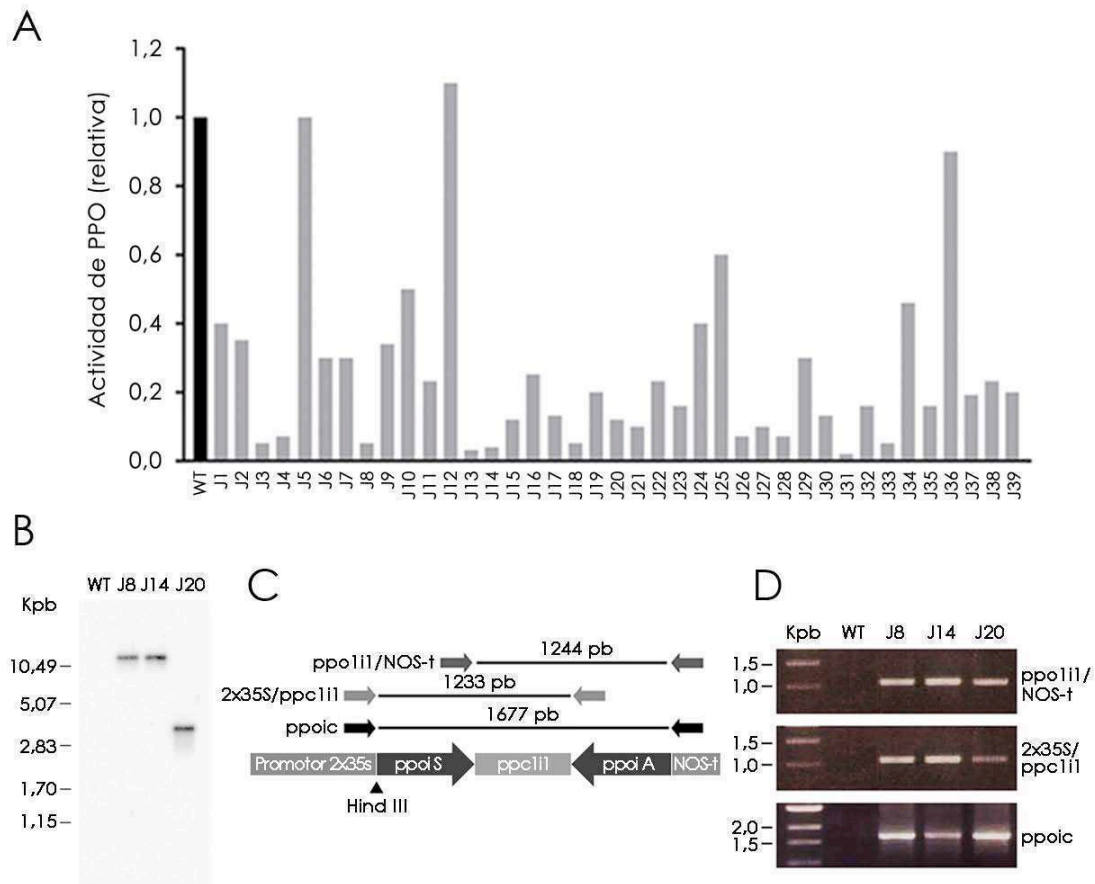 A
Actividad de PPO (relativa)
1,2
1,0
0,8
0,6
0,4
0,2
0,0
WT J1 J2 J3 J4 J5 J6 J7 J8 J9 J10 J11 J12 J13 J14 J15 J16 J17 J18 J19 J20 J21 J22 J23 J24 J25 J26 J27 J28 J29 J30 J31 J32 J33 J34 J35 J36 J37 J38 J39
B
WT J8 J14 J20
Kpb
10,49
5,07
2,83
1,70
1,15
C
ppo1i1/NOS-t 1244 pb
2x35S/ppc1i1 1233 pb
ppoic 1677 pb
Promotor 2x35s ppoi S ppc1i1 ppoi A NOS-t
Hind III
D
Kpb WT J8 J14 J20
1,5
1,0
ppo1i1/
NOS-t
1,5
1,0
2x35S/
ppc1i1
2,0
1,5
ppoic